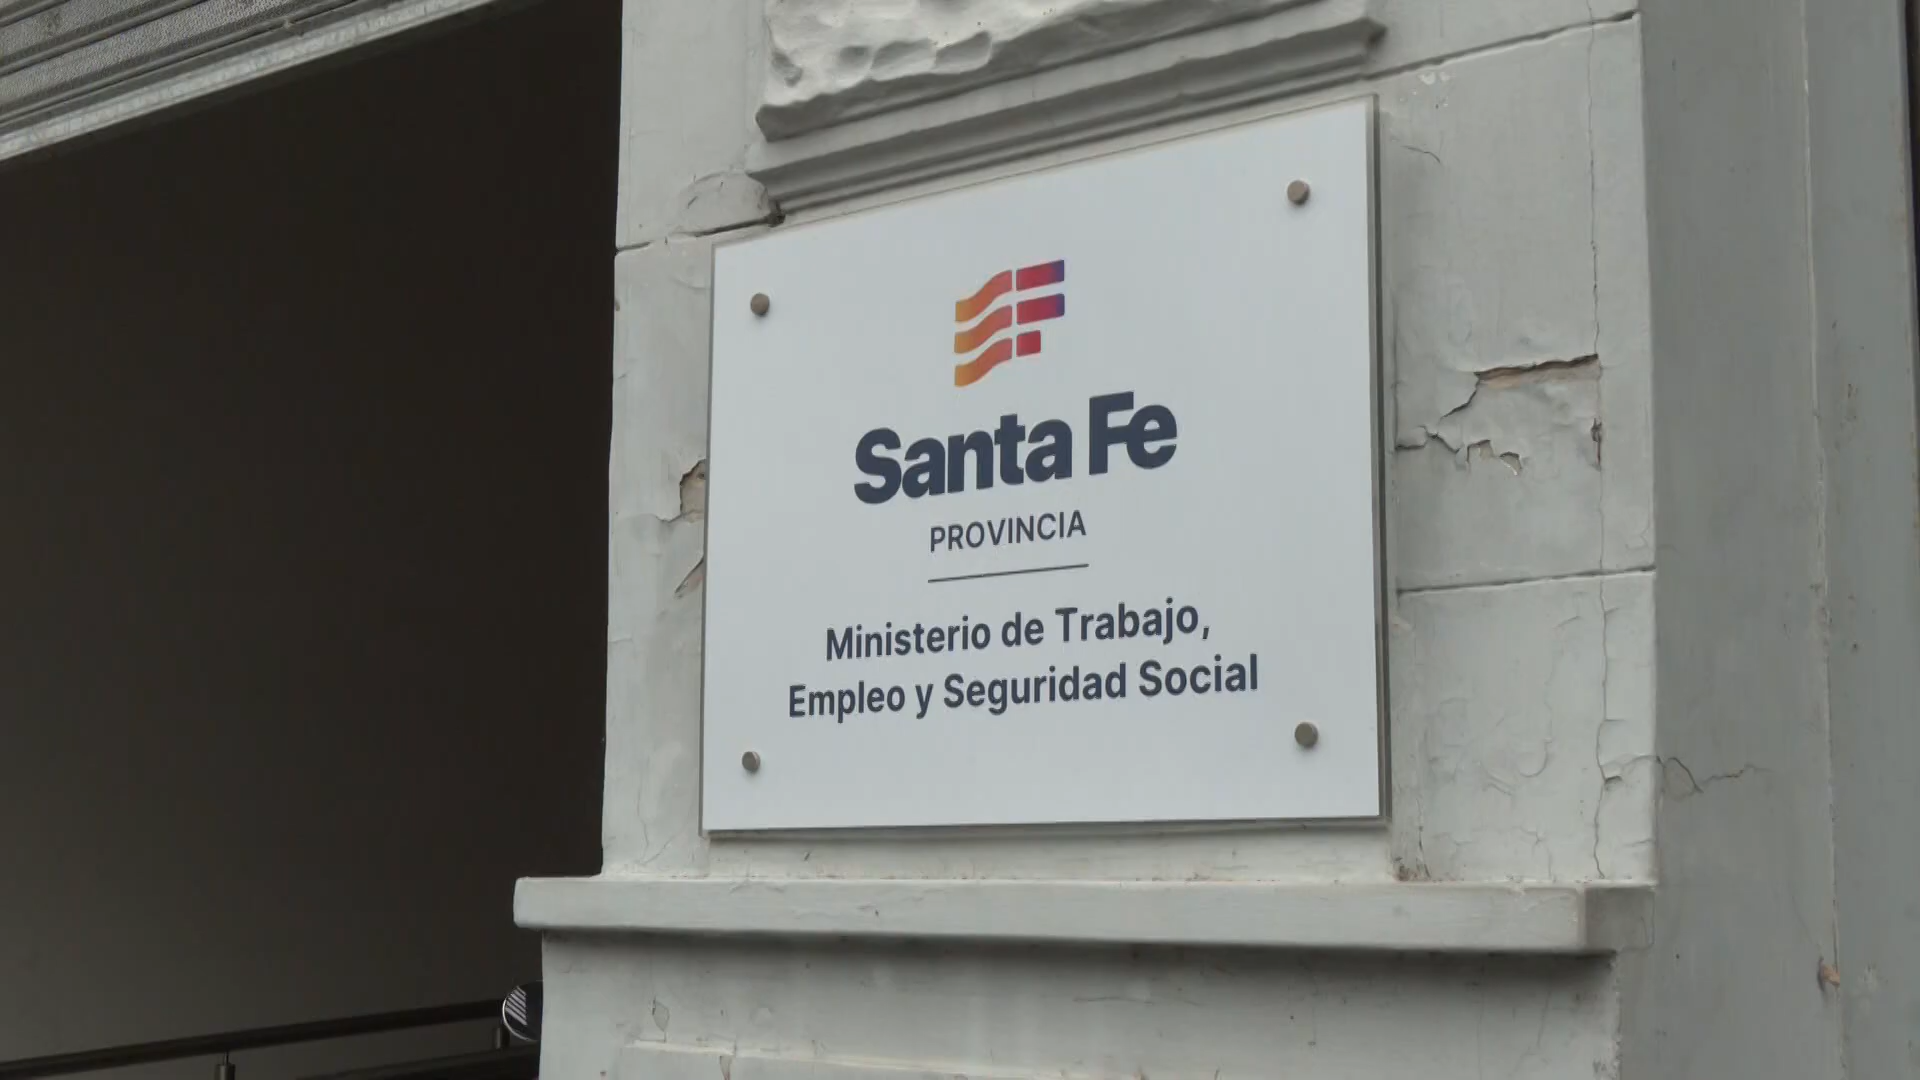 Santa Fe
PROVINCIA
Ministerio de Trabajo,
Empleo y Seguridad Social